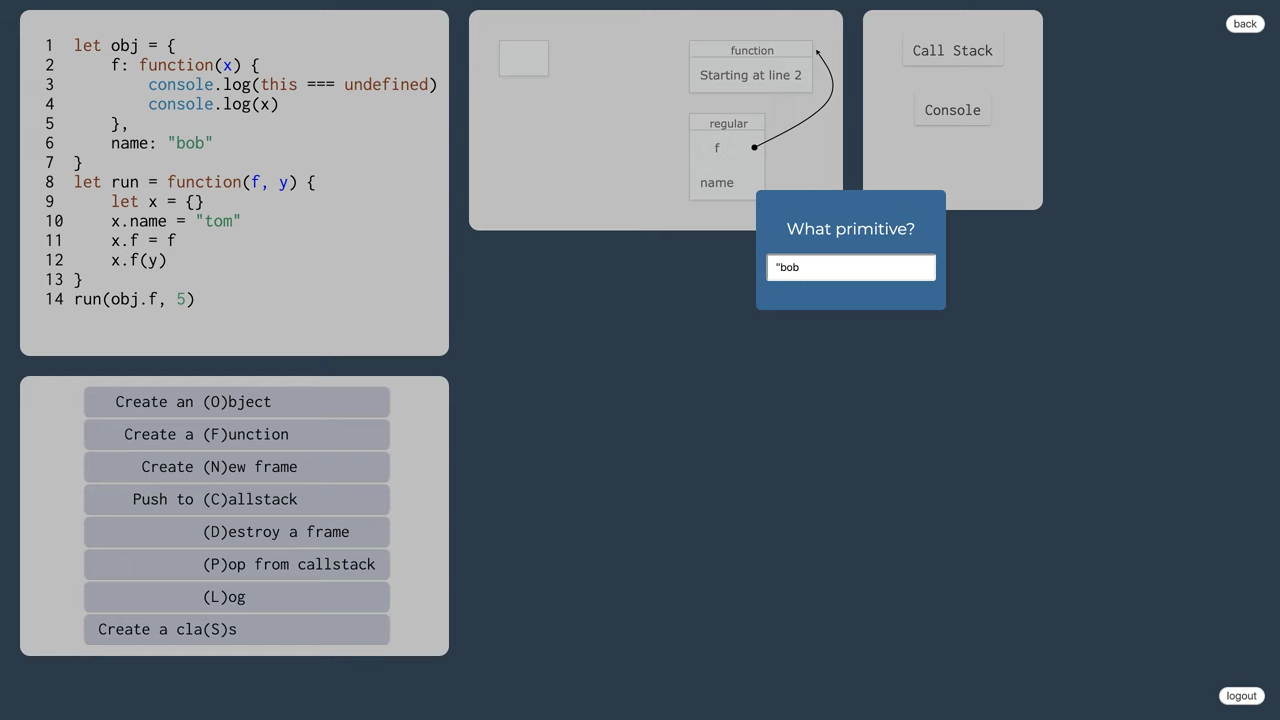 back
1 let obj = {
2 f: function(x) {
3 console.log(this === undefined)
4 console.log(x)
5 },
6 name: "bob"
7 }
8 let run = function(f, y) {
9 let x = {}
10 x.name = "tom"
11 x.f = f
12 x.f(y)
13 }
14 run(obj.f, 5)
function
Starting at line 2
regular
f
name
Call Stack
Console
What primitive?
"bob
Create an (O)bject
Create a (F)unction
Create (N)ew frame
Push to (C)allstack
(D)estroy a frame
(P)op from callstack
(L)og
Create a cla(S)s
logout